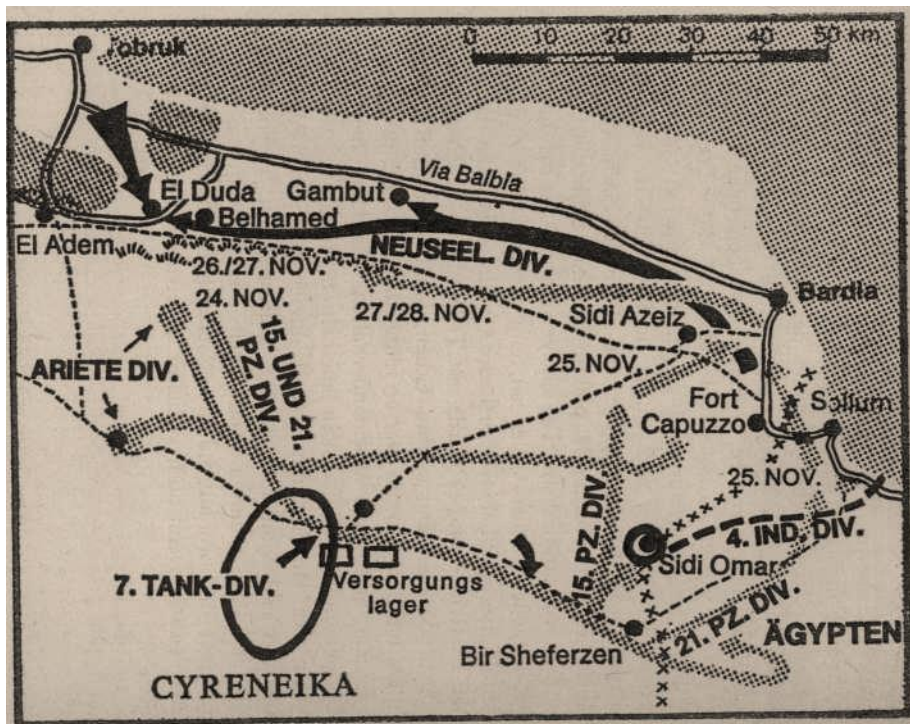 Tobruk
0 10 20 30 40 50 km
Via Balbia
El Duda
Gambut
Belhamed
El Adem
NEUSEEL. DIV.
26./27. NOV.
24. NOV.
27./28. NOV.
Sidi Azeiz
Bardia
15. UND 21.
PZ. DIV.
ARIETE DIV.
25. NOV.
Fort
Capuzzo
Sollum
25. NOV.
15. PZ. DIV
4. IND. DIV.
Sidi Omar
7. TANK-DIV.
Versorgungs
lager
21. PZ. DIV.
ÄGYPTEN
Bir Sheferzen
CYRENEIKA